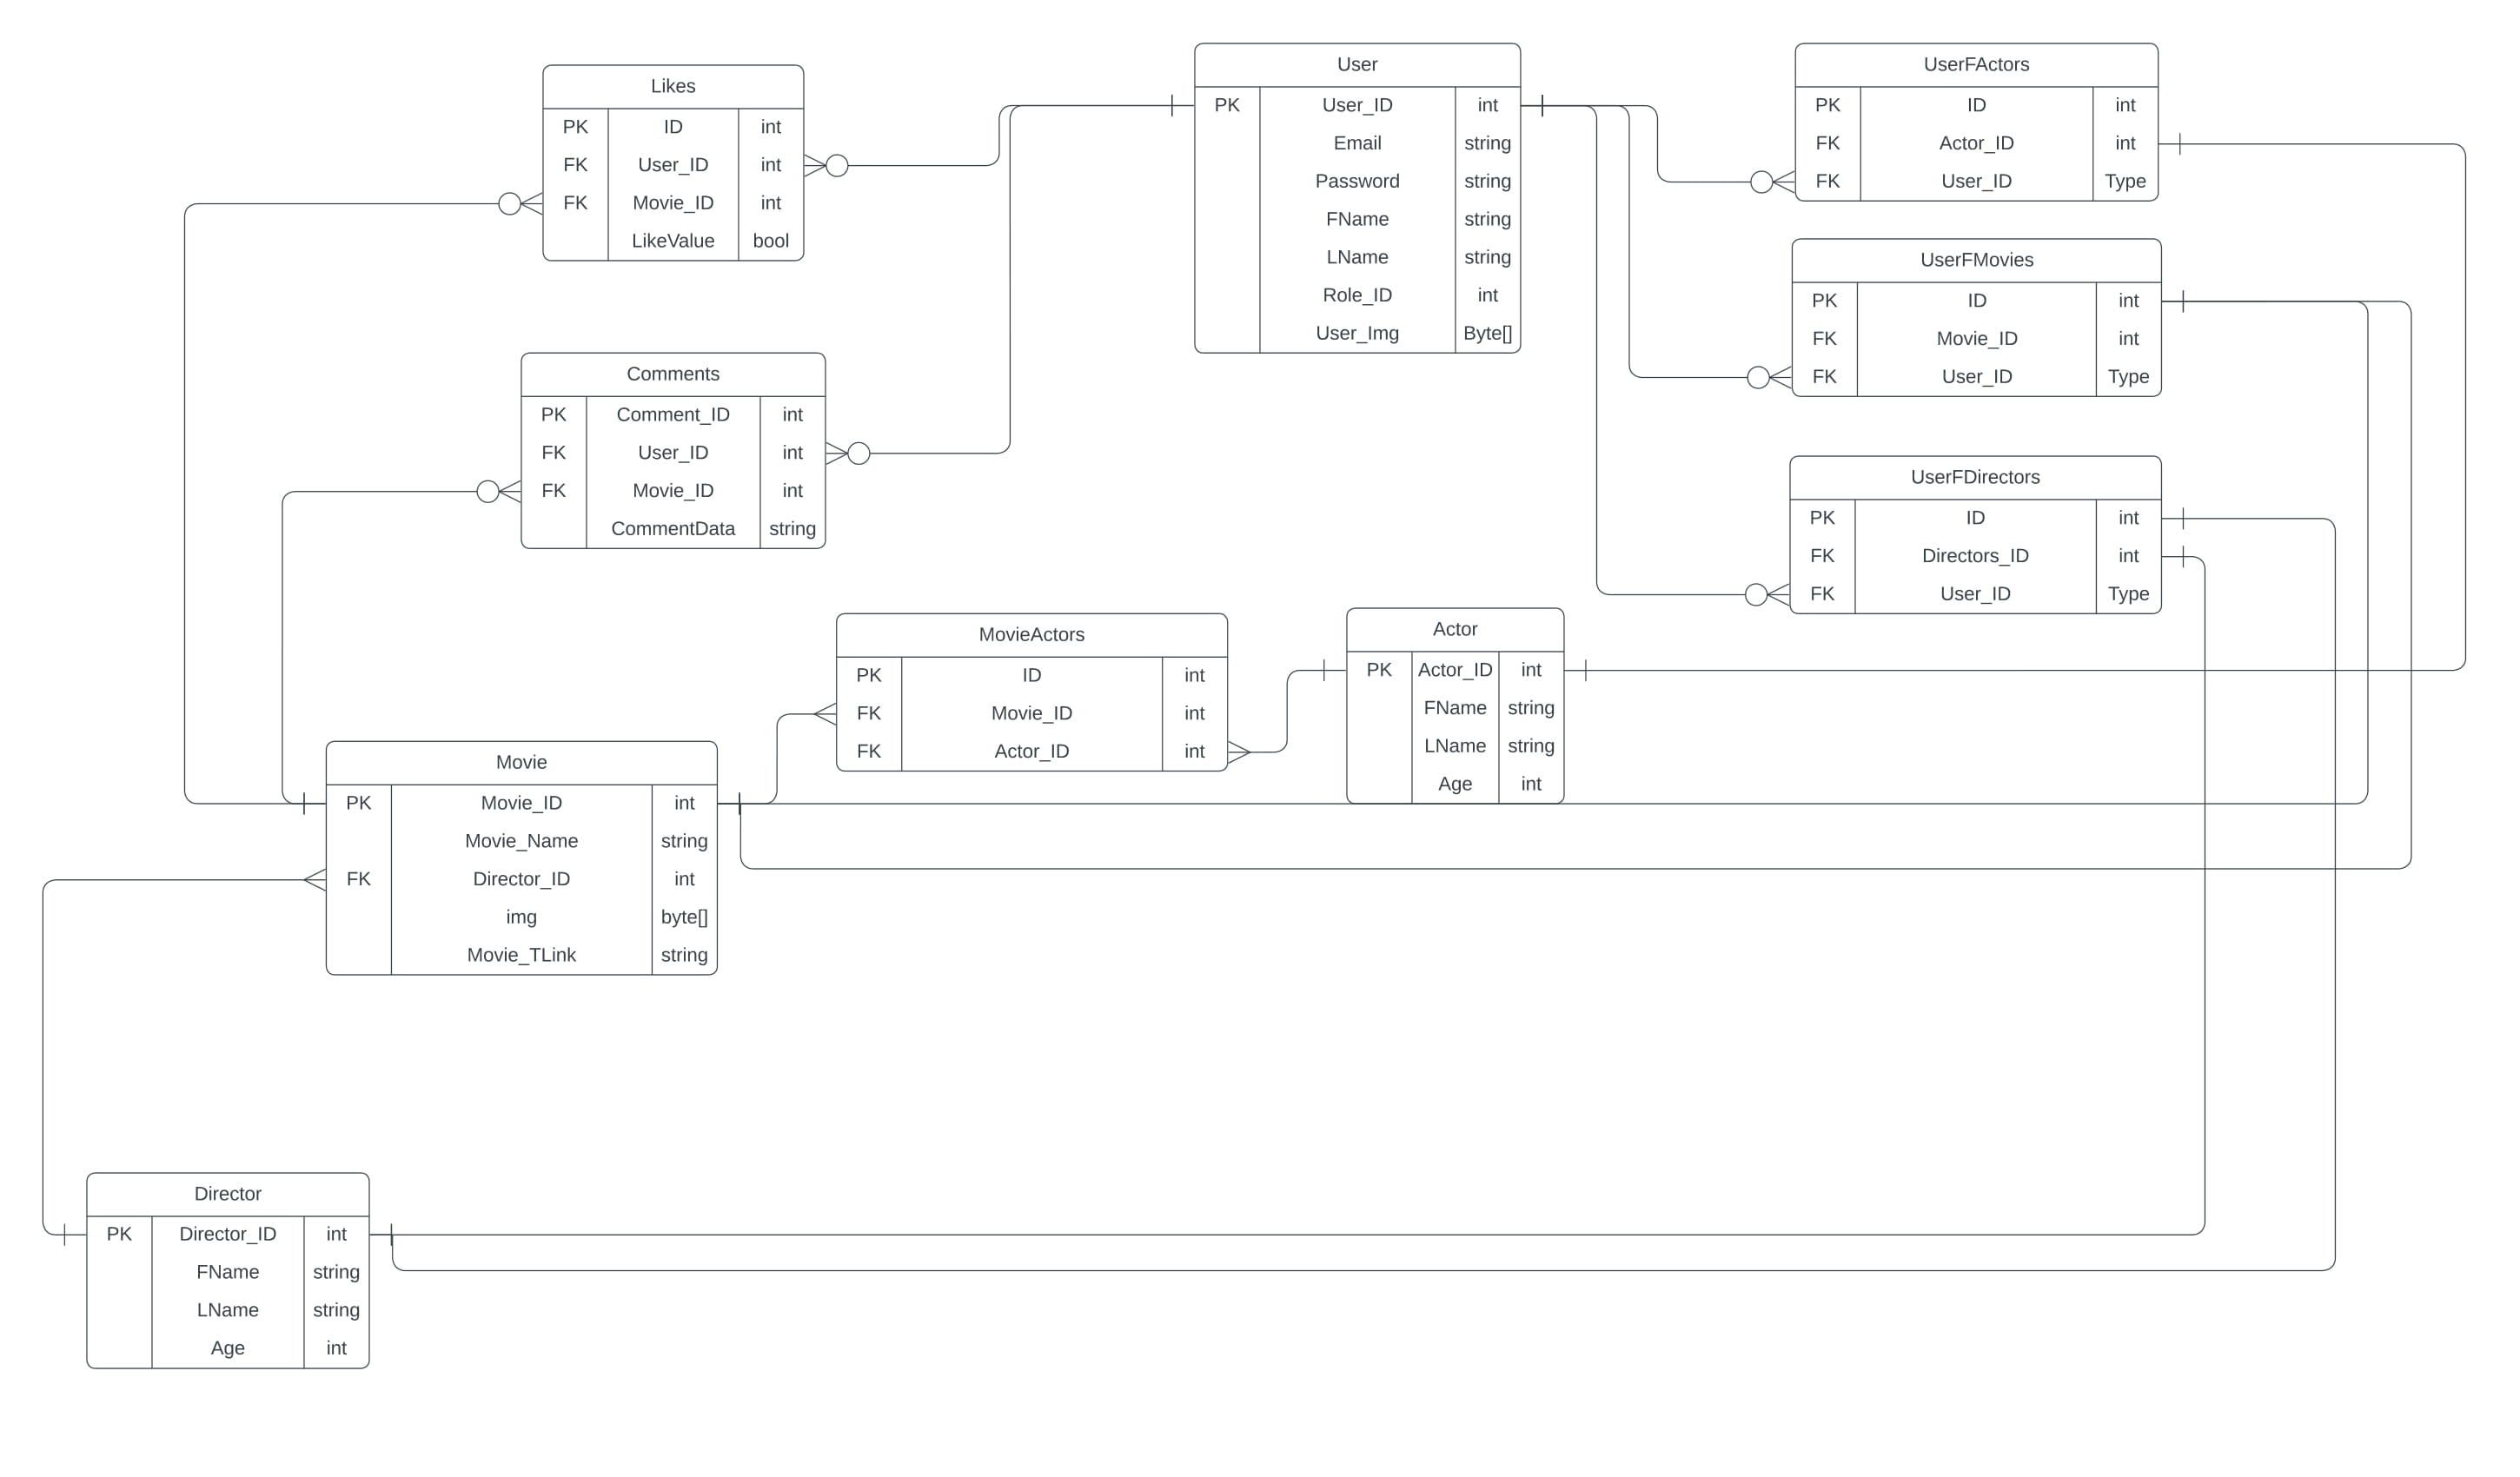 Likes
PK ID int
FK User_ID int
FK Movie_ID int
LikeValue bool
User
PK User_ID int
Email string
Password string
FName string
LName string
Role_ID int
User_Img Byte[]
UserFActors
PK ID int
FK Actor_ID int
FK User_ID Type
UserFMovies
PK ID int
FK Movie_ID int
FK User_ID Type
Comments
PK Comment_ID int
FK User_ID int
FK Movie_ID int
CommentData string
UserFDirectors
PK ID int
FK Directors_ID int
FK User_ID Type
MovieActors
PK ID int
FK Movie_ID int
FK Actor_ID int
Actor
PK Actor_ID int
FName string
LName string
Age int
Movie
PK Movie_ID int
Movie_Name string
FK Director_ID int
img byte[]
Movie_TLink string
Director
PK Director_ID int
FName string
LName string
Age int